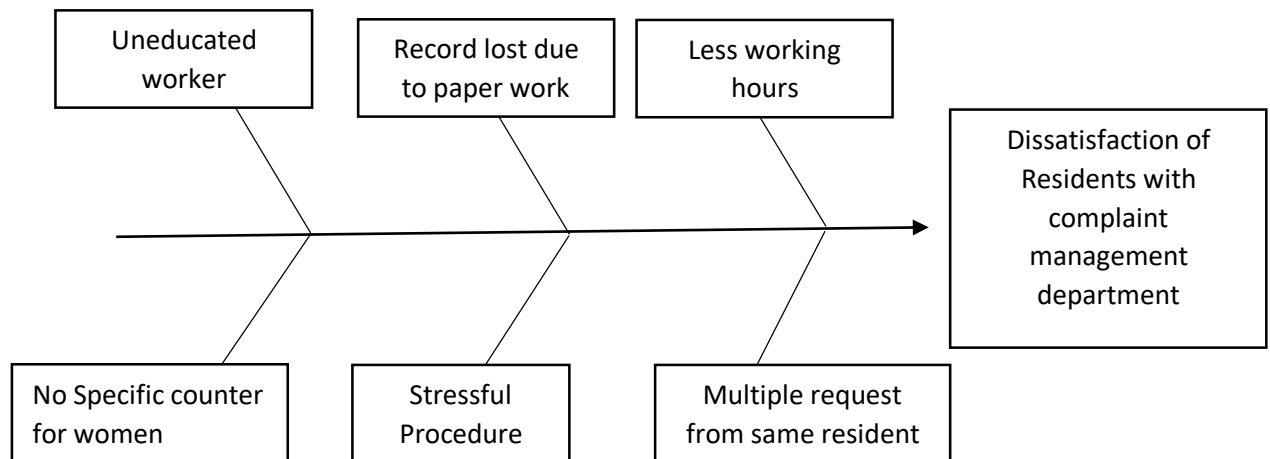 Uneducated
worker
Record lost due
to paper work
Less working
hours
Dissatisfaction of
Residents with
complaint
management
department
No Specific counter
for women
Stressful
Procedure
Multiple request
from same resident